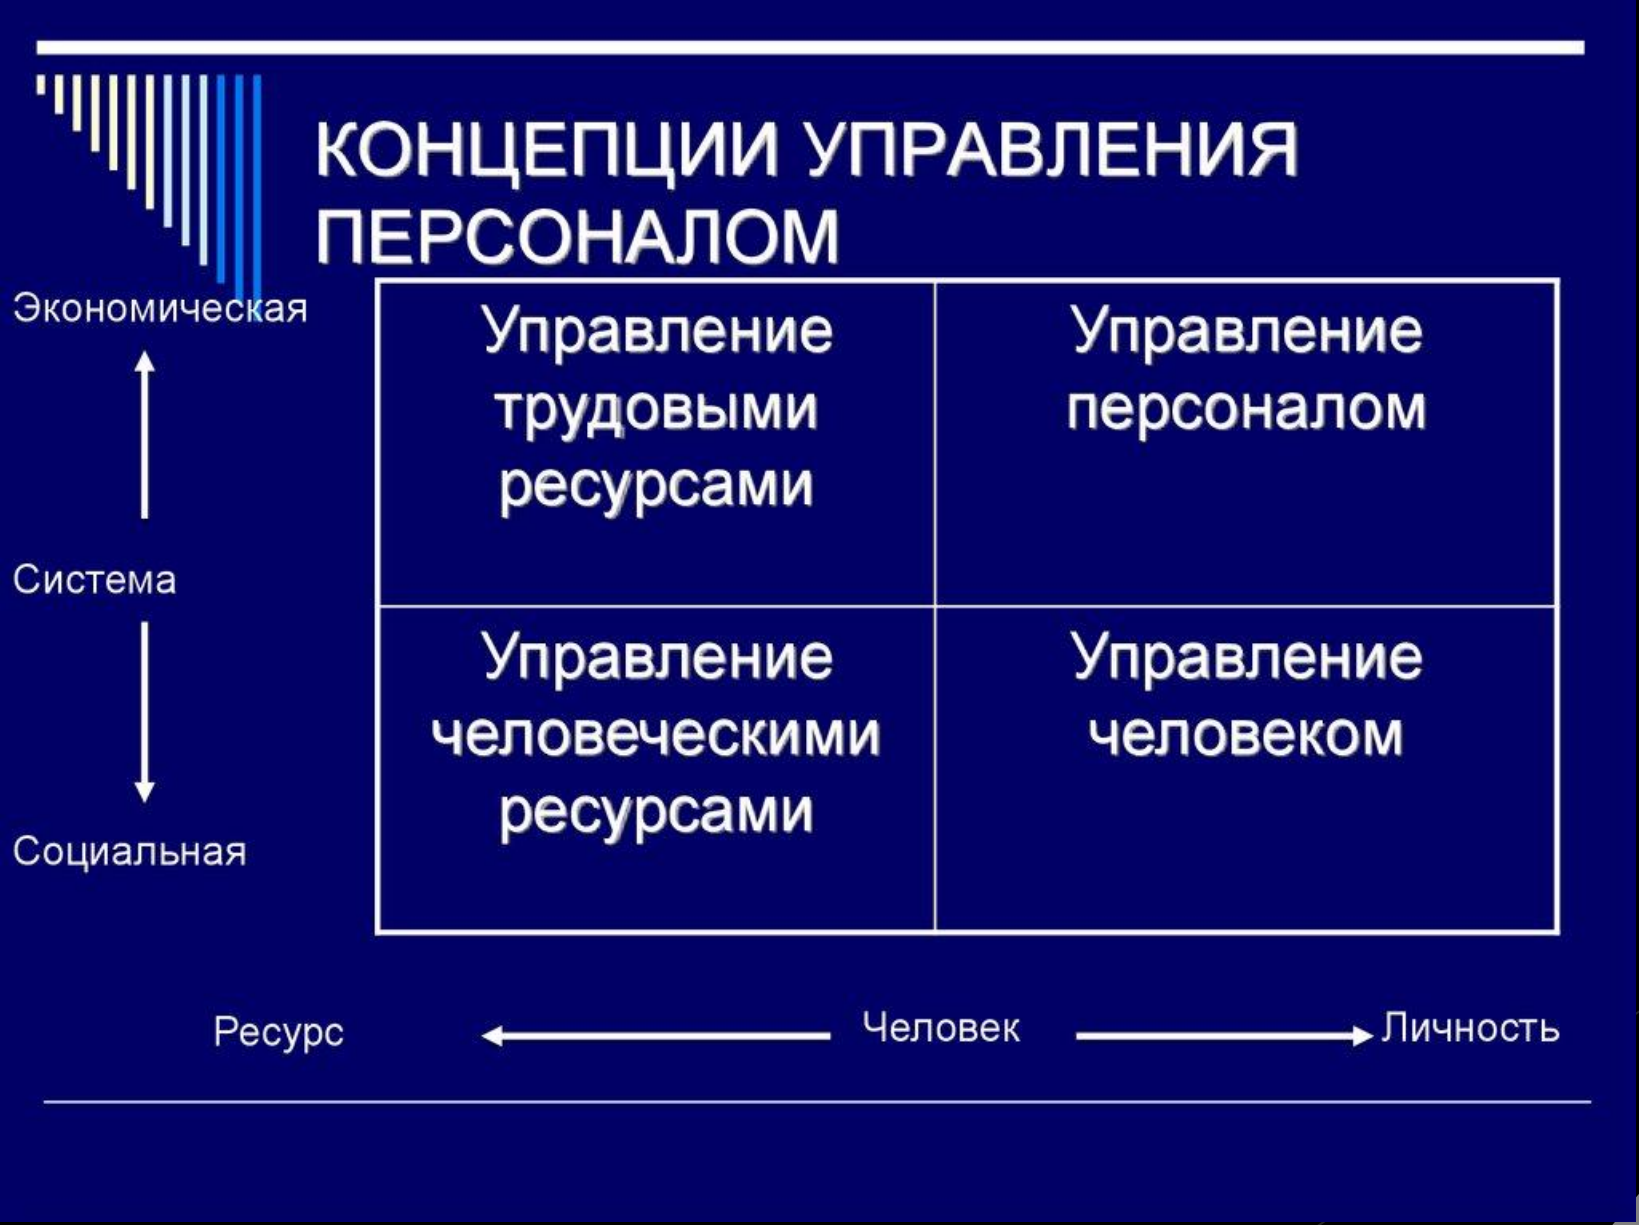 КОНЦЕПЦИИ УПРАВЛЕНИЯ
ПЕРСОНАЛОМ
Экономическая
Система
Социальная
Управление
трудовыми
ресурсами
Управление
персоналом
Управление
человеческими
ресурсами
Управление
человеком
Ресурс
Человек
Личность